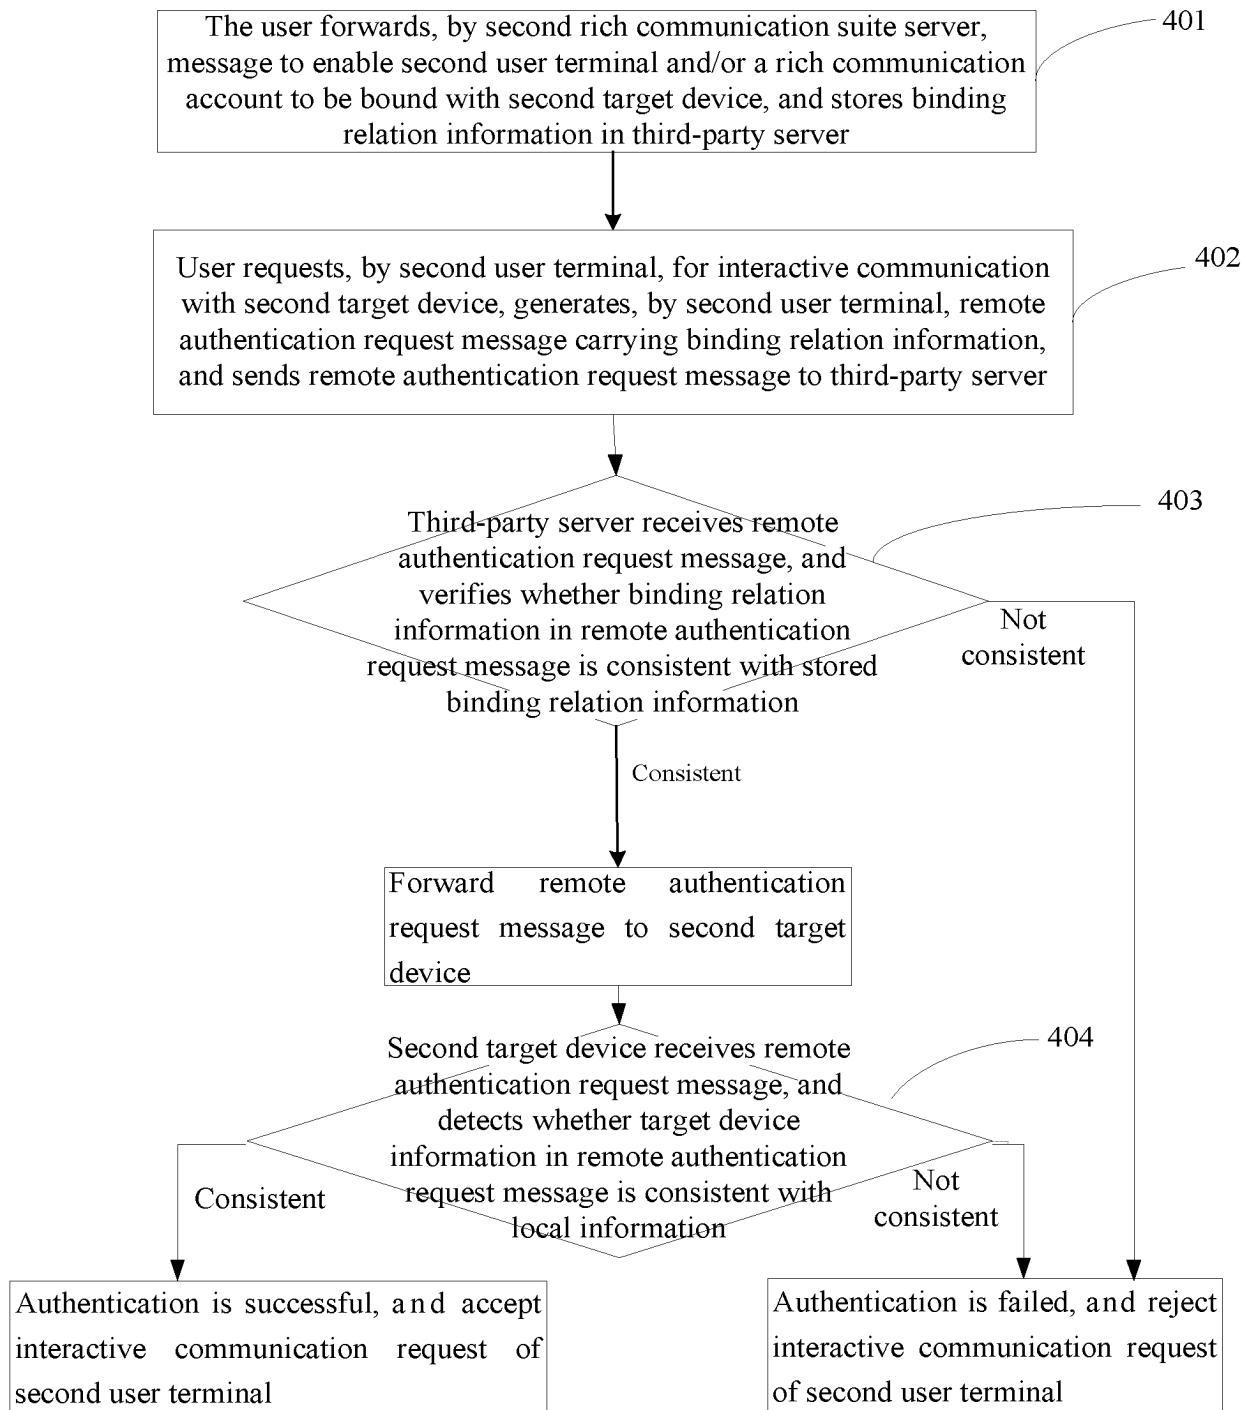 The user forwards, by second rich communication suite server,
message to enable second user terminal and/or a rich communication
account to be bound with second target device, and stores binding
relation information in third-party server
401
User requests, by second user terminal, for interactive communication
with second target device, generates, by second user terminal, remote
authentication request message carrying binding relation information,
and sends remote authentication request message to third-party server
402
Third-party server receives remote
authentication request message, and
verifies whether binding relation
information in remote authentication
request message is consistent with stored
binding relation information
403
Not
consistent
Consistent
Forward remote authentication
request message to second target
device
Second target device receives remote
authentication request message, and
detects whether target device
information in remote authentication
request message is consistent with
local information
404
Consistent
Not
consistent
Authentication is successful, and accept
interactive communication request of
second user terminal
Authentication is failed, and reject
interactive communication request
of second user terminal